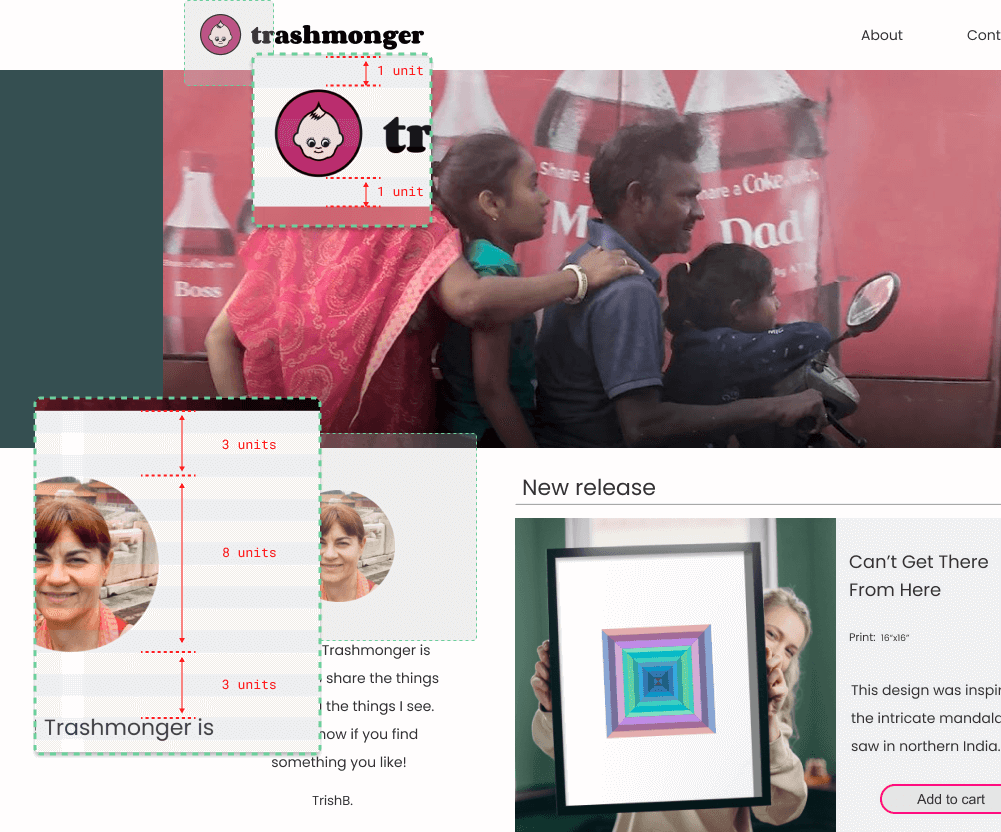 trashmonger
About
Cont
1 unit
tr
1 unit
Share a
Share a Coke with
M
Dad
Share a Coke with
Boss
3 units
8 units
3 units
Trashmonger is
Trashmonger is
share the things
the things I see.
now if you find
something you like!
TrishB.
New release
Can’t Get There
From Here
Print: 16”x16”
This design was inspir
the intricate mandala
saw in northern India.
Add to cart